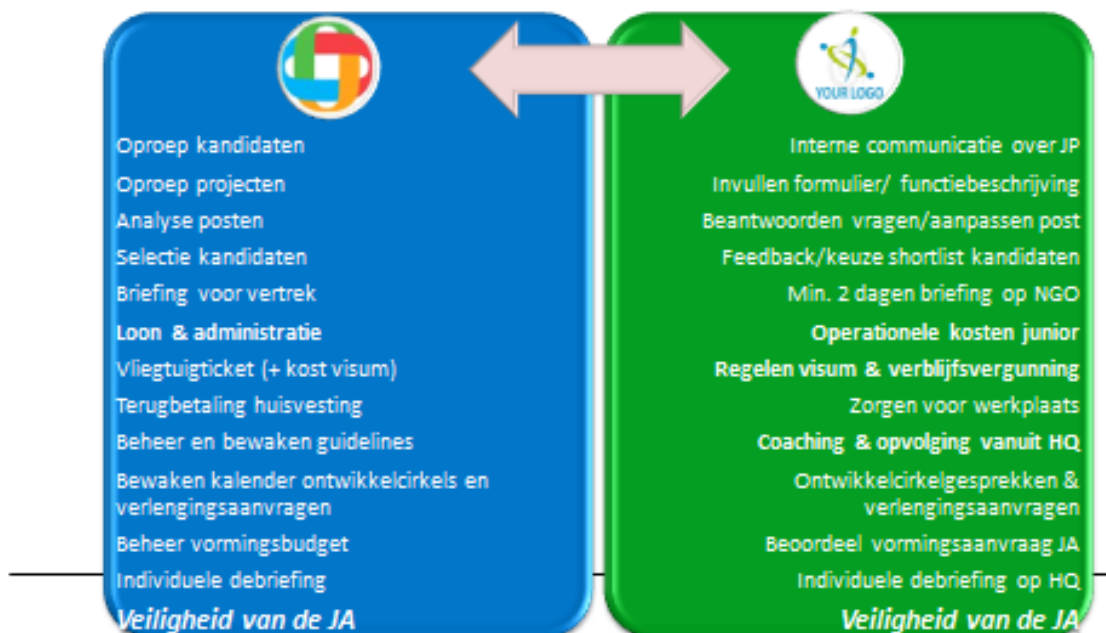 Oproep kandidaten
Oproep projecten
Analyse posten
Selectie kandidaten
Briefing voor vertrek
Loon & administratie
Vliegtuigticket (+ kost visum)
Terugbetaling huisvesting
Beheer en bewaken guidelines
Bewaken kalender ontwikkelcirkels en
verlengingsaanvragen
Beheer vormingsbudget
Individuele debriefing
Veiligheid van de JA
YOUR LOGO
Interne communicatie over JP
Invullen formulier/ functiebeschrijving
Beantwoorden vragen/aanpassen post
Feedback/keuze shortlist kandidaten
Min. 2 dagen briefing op NGO
Operationele kosten junior
Regelen visum & verblijfsvergunning
Zorgen voor werkplaats
Coaching & opvolging vanuit HQ
Ontwikkelcirkelgesprekken &
verlengingsaanvragen
Beoordeel vormingsaanvraag JA
Individuele debriefing op HQ
Veiligheid van de JA